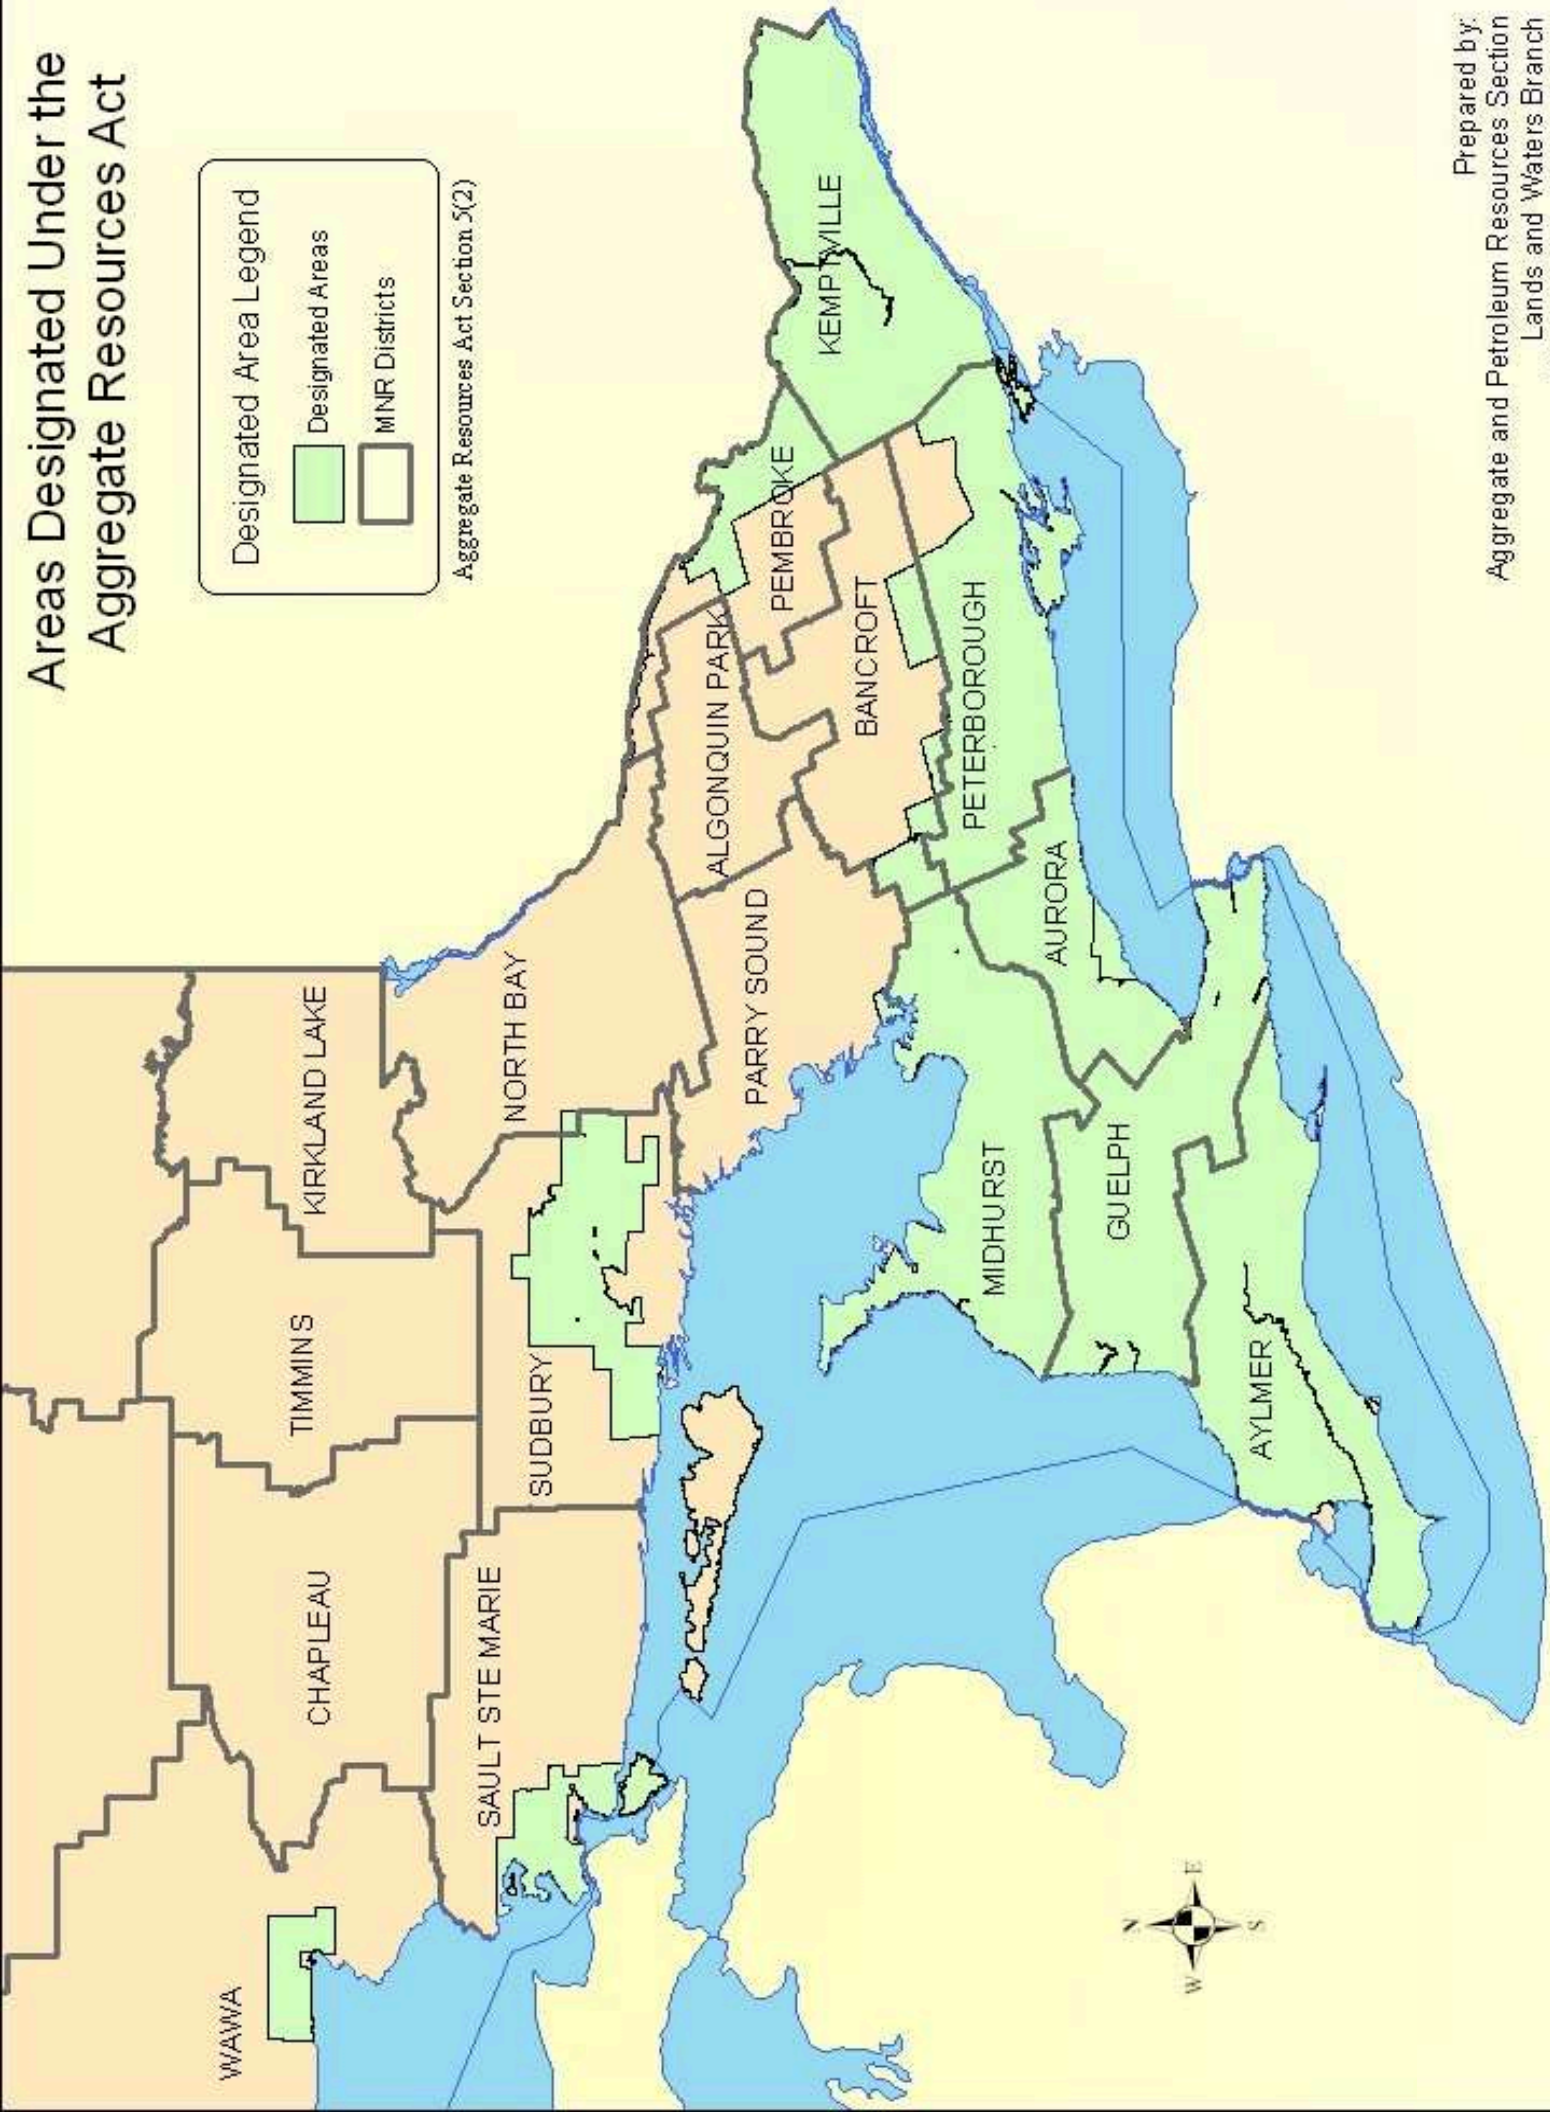 Areas Designated Under the
Aggregate Resources Act
Designated Area Legend
Designated Areas
MNR Districts
Aggregate Resources Act Section 5(2)
WAWA
CHAPLEAU
TIMMINS
KIRKLAND LAKE
SAULT STE MARIE
SUDBURY
NORTH BAY
PARRY SOUND
ALGONQUIN PARK
PEMBROKE
KEMPTVILLE
BANCROFT
PETERBOROUGH
AURORA
MIDHURST
GUELPH
AYLMER
N
W E
S
Prepared by:
Aggregate and Petroleum Resources Section
Lands and Waters Branch